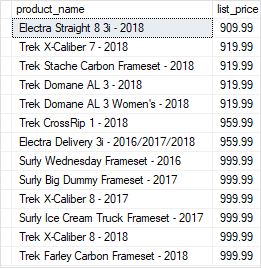 product_name list_price
Electra Straight 8 3i - 2018 909.99
Trek X-Caliber 7 - 2018 919.99
Trek Stache Carbon Frameset - 2018 919.99
Trek Domane AL 3 - 2018 919.99
Trek Domane AL 3 Women's - 2018 919.99
Trek CrossRip 1 - 2018 959.99
Electra Delivery 3i - 2016/2017/2018 959.99
Surly Wednesday Frameset - 2016 999.99
Surly Big Dummy Frameset - 2017 999.99
Trek X-Caliber 8 - 2017 999.99
Surly Ice Cream Truck Frameset - 2017 999.99
Trek X-Caliber 8 - 2018 999.99
Trek Farley Carbon Frameset - 2018 999.99